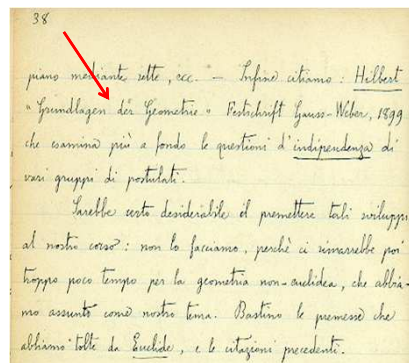 38
piano mediante rette, ecc. — Infine citiamo: Hilbert
"Grundlagen der Geometrie" Festschrift Gauss-Weber, 1899
che esamina più a fondo le questioni d'indipendenza di
vari gruppi di postulati.
Sarebbe certo desiderabile il premettere tali sviluppi
al nostro corso: non lo facciamo, perchè ci rimarrebbe poi
troppo poco tempo per la geometria non-euclidea, che abbia-
mo assunto come nostro tema. Bastino le premesse che
abbiamo tolte da Euclide, e le citazioni precedenti.